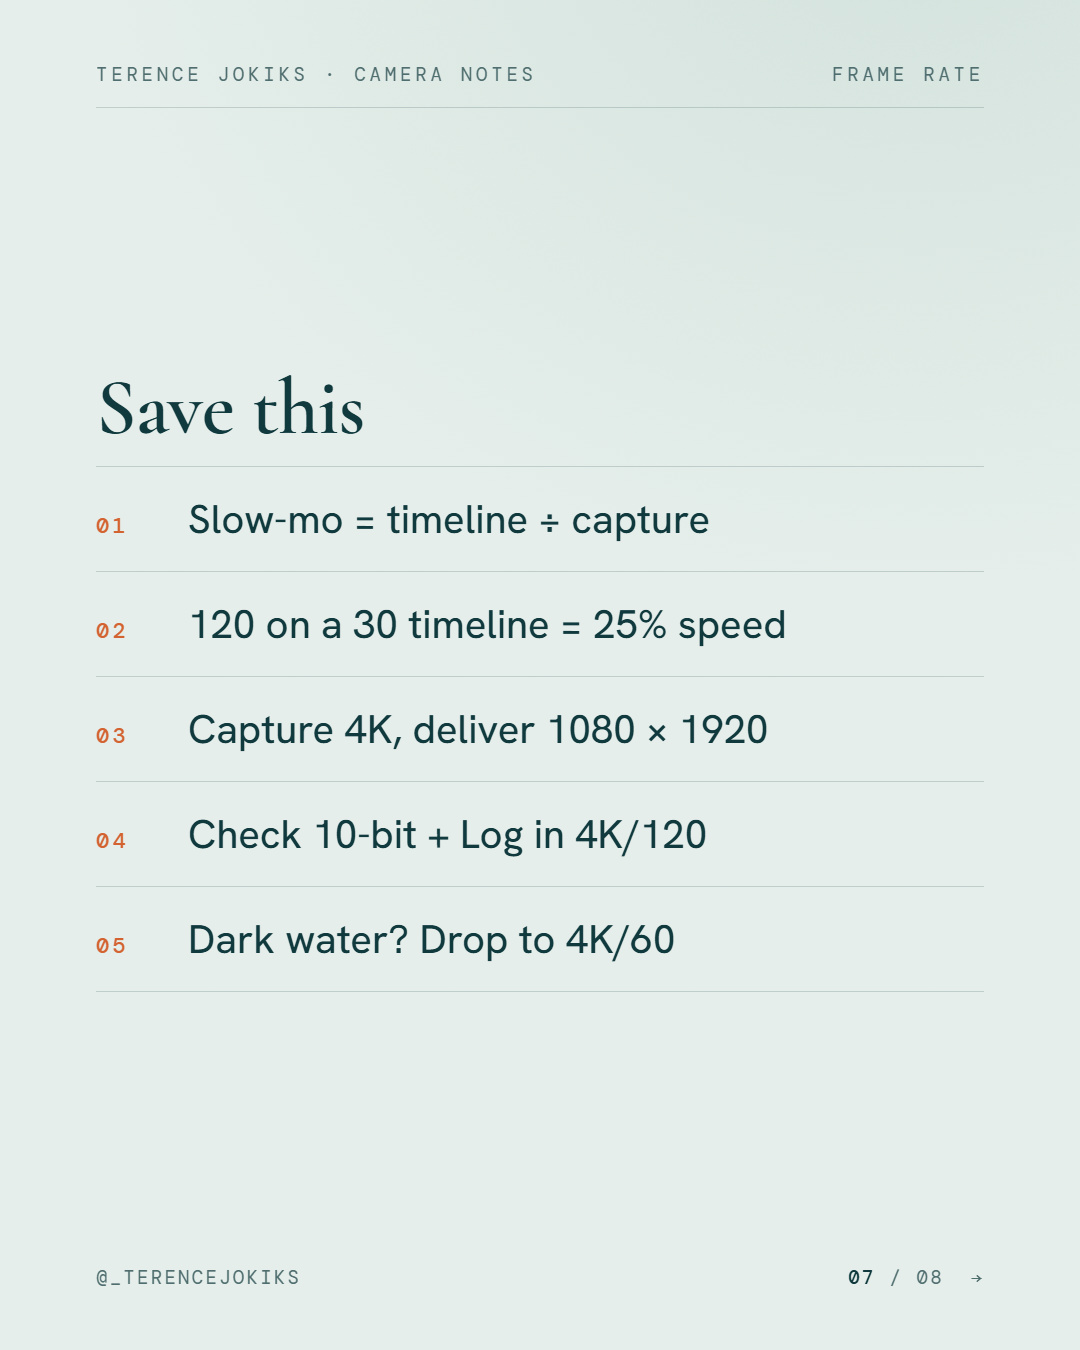 TERENCE JOKIKS · CAMERA NOTES
FRAME RATE
Save this
01 Slow-mo = timeline ÷ capture
02 120 on a 30 timeline = 25% speed
03 Capture 4K, deliver 1080 × 1920
04 Check 10-bit + Log in 4K/120
05 Dark water? Drop to 4K/60
@_TERENCEJOKIKS
07 / 08 →